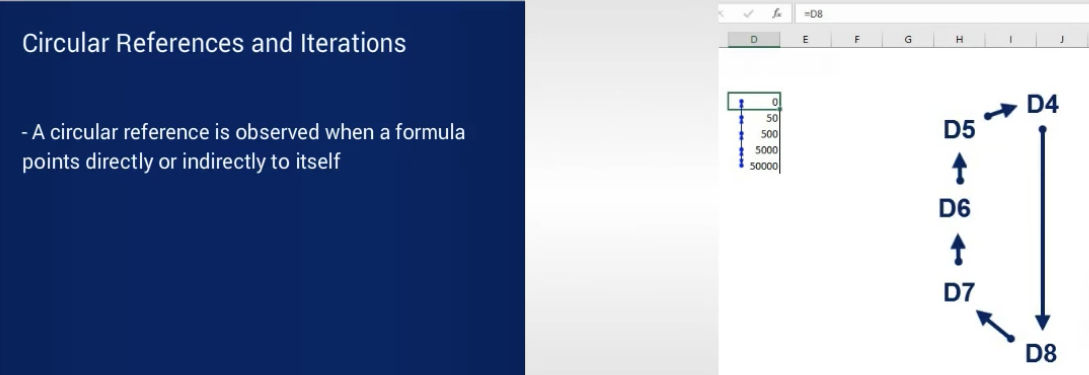 Circular References and Iterations
- A circular reference is observed when a formula
points directly or indirectly to itself
fx =D8
D E F G H I J
0
50
500
5000
50000
D4
D5
D6
D7
D8